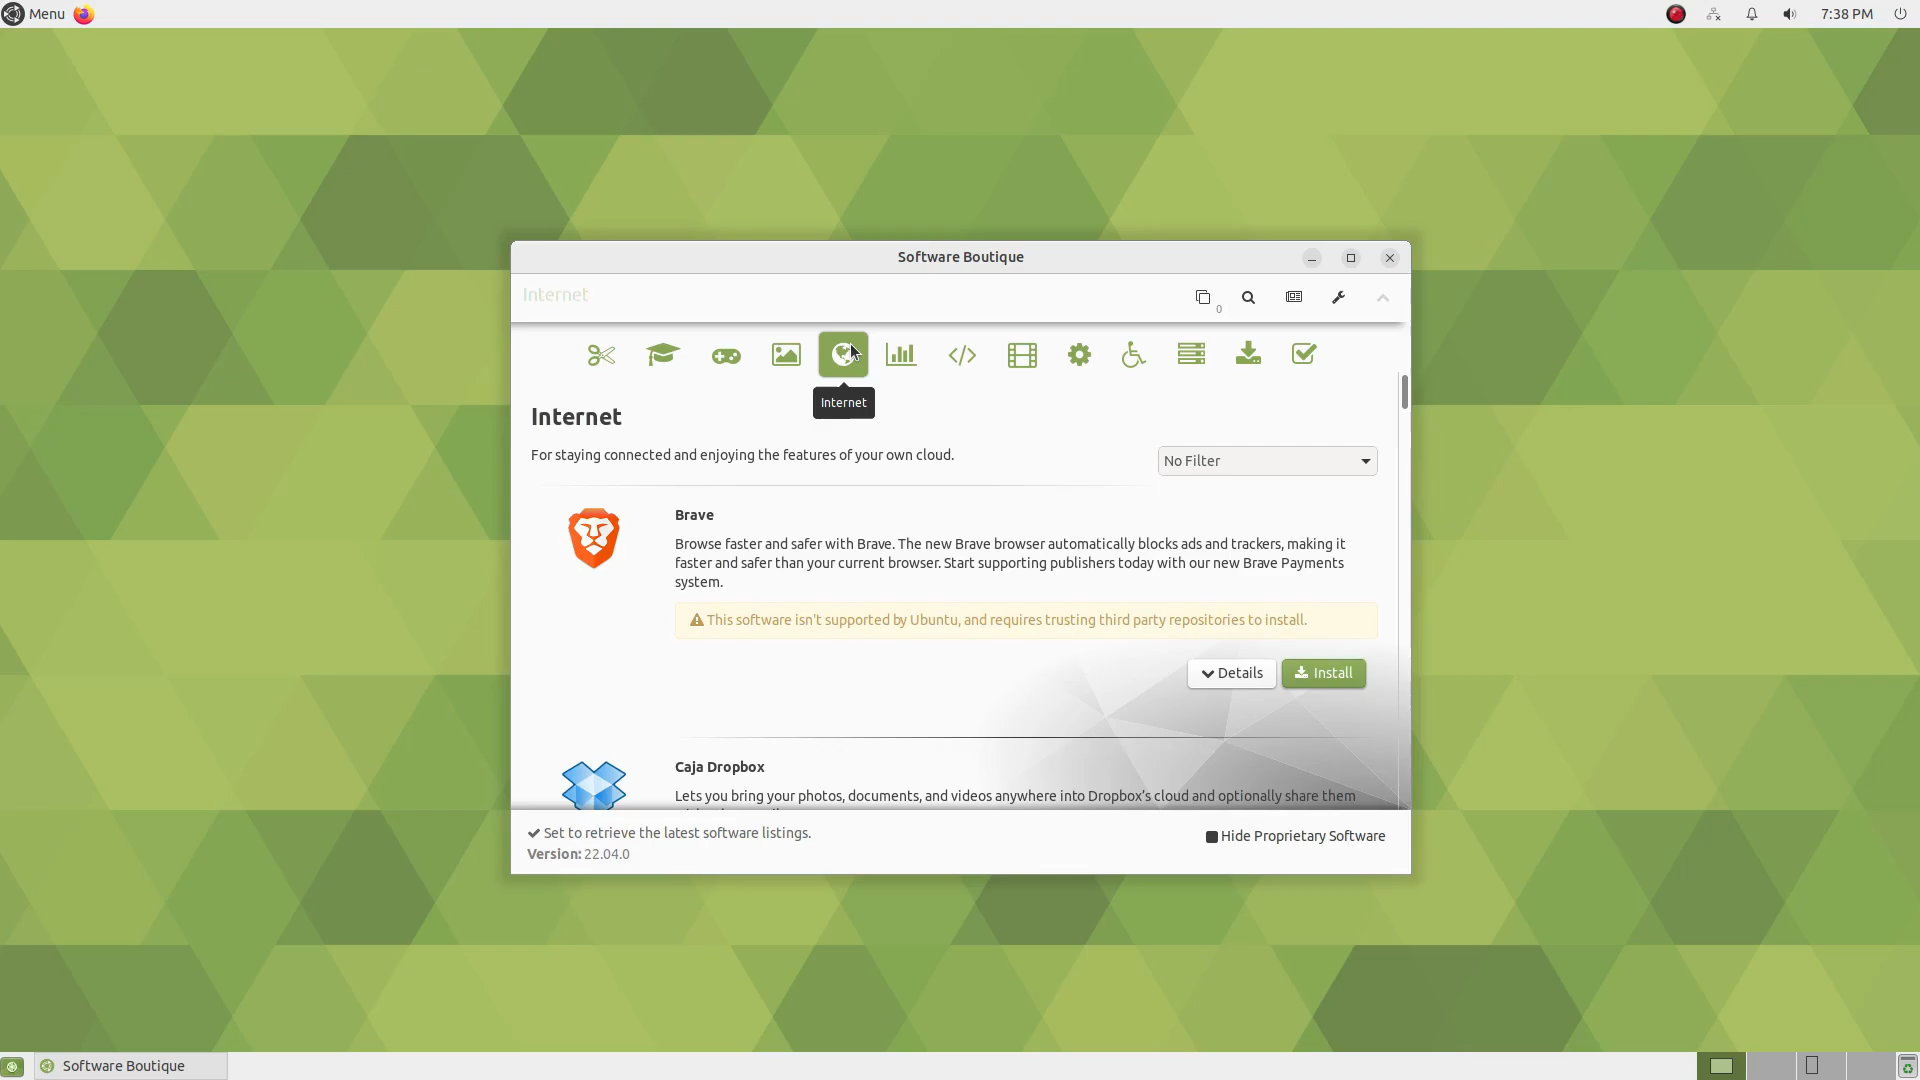 Menu
7:38 PM
Software Boutique
Internet
0
Internet
Internet
For staying connected and enjoying the features of your own cloud.
No Filter
Brave
Browse faster and safer with Brave. The new Brave browser automatically blocks ads and trackers, making it
faster and safer than your current browser. Start supporting publishers today with our new Brave Payments
system.
This software isn't supported by Ubuntu, and requires trusting third party repositories to install.
Details
Install
Caja Dropbox
Lets you bring your photos, documents, and videos anywhere into Dropbox's cloud and optionally share them
Set to retrieve the latest software listings.
Hide Proprietary Software
Version: 22.04.0
Software Boutique